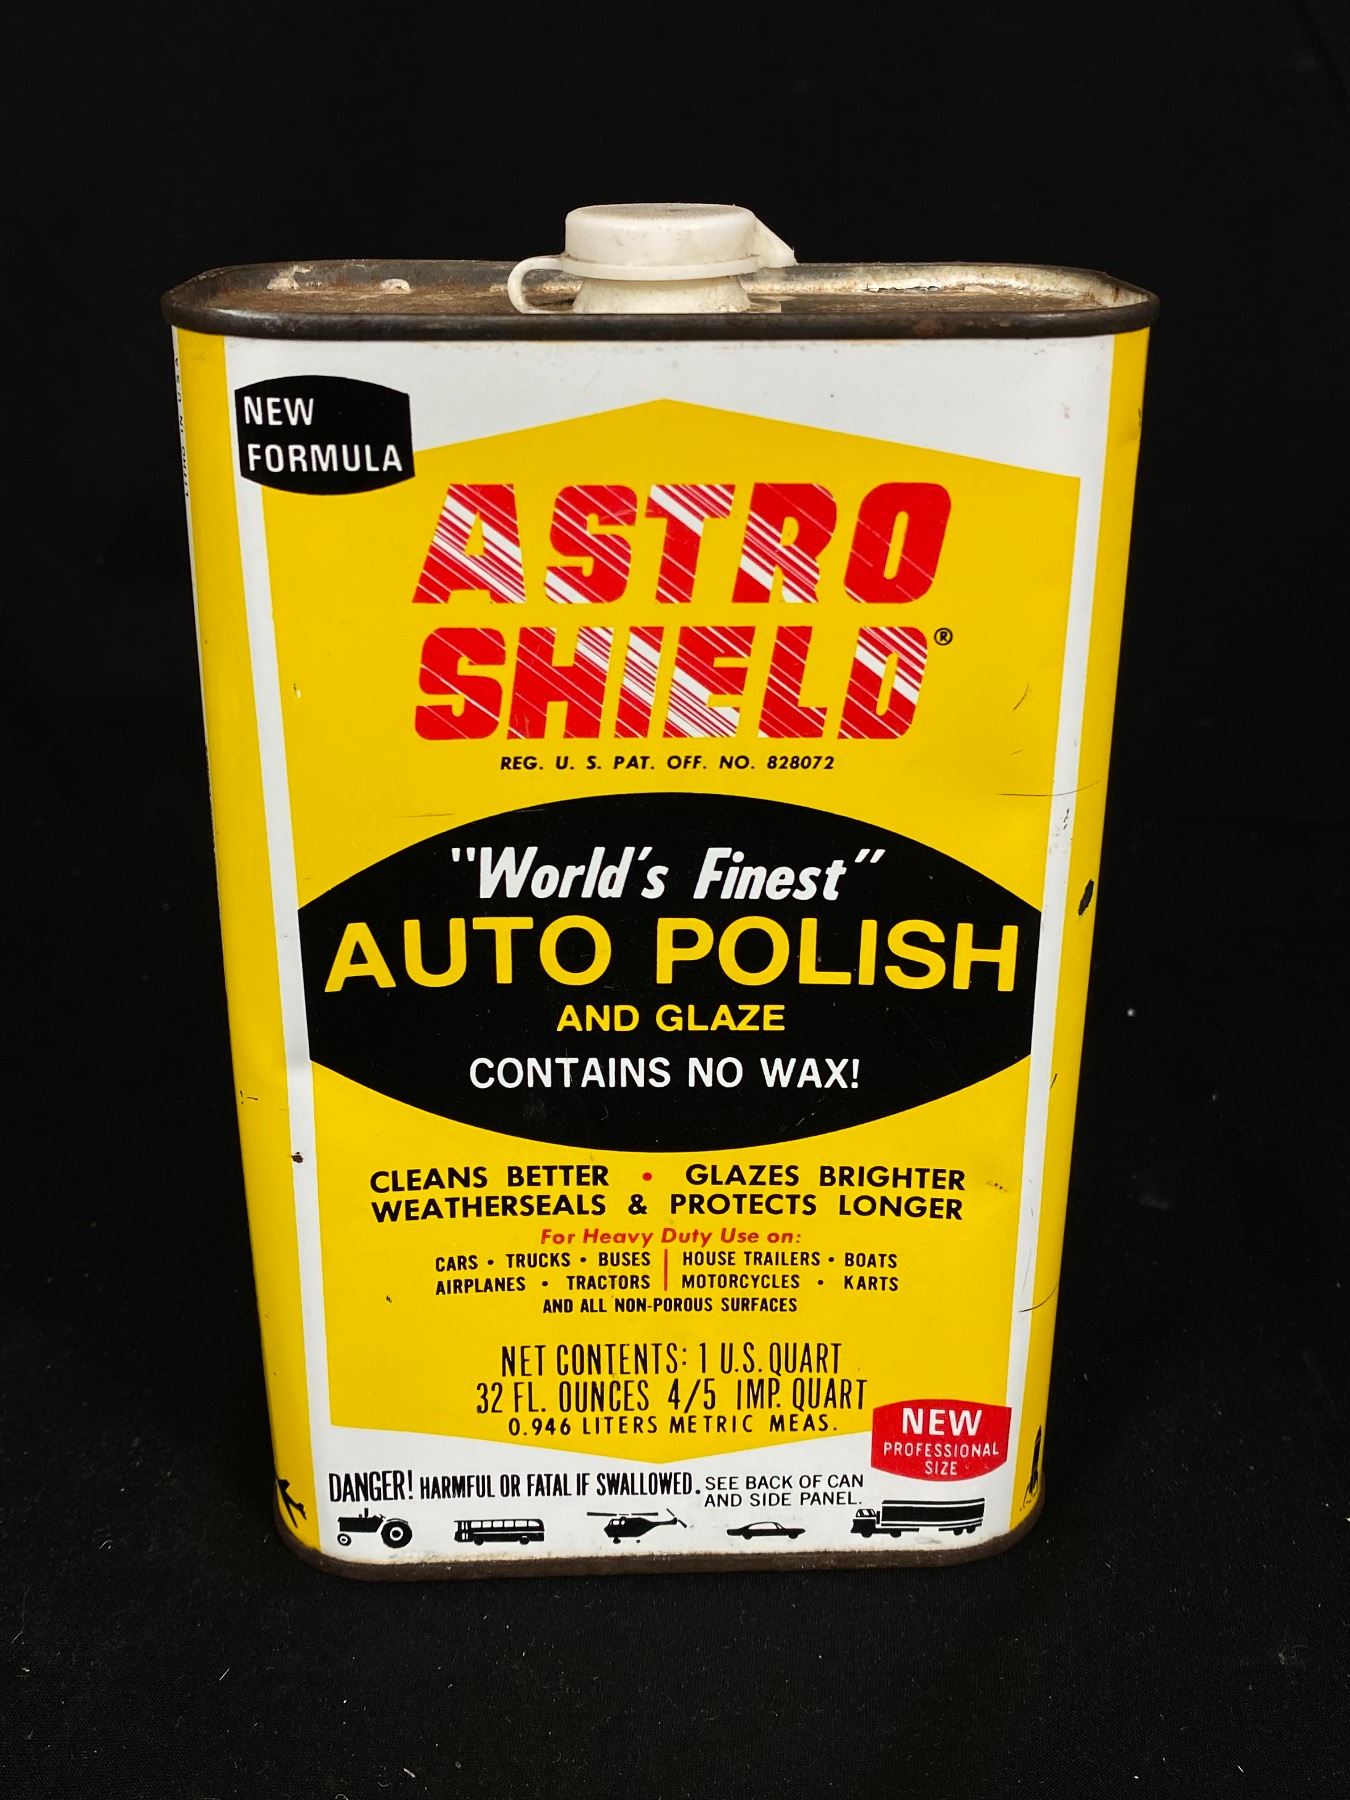 LITHO IN U S A
NEW
FORMULA
ASTRO
SHIELD®
REG. U. S. PAT. OFF. NO. 828072
"World's Finest"
AUTO POLISH
AND GLAZE
CONTAINS NO WAX!
CLEANS BETTER • GLAZES BRIGHTER
WEATHERSEALS & PROTECTS LONGER
For Heavy Duty Use on:
CARS • TRUCKS • BUSES | HOUSE TRAILERS • BOATS
AIRPLANES • TRACTORS | MOTORCYCLES • KARTS
AND ALL NON-POROUS SURFACES
NET CONTENTS: 1 U.S. QUART
32 FL. OUNCES 4/5 IMP. QUART
0.946 LITERS METRIC MEAS.
NEW
PROFESSIONAL
SIZE
DANGER! HARMFUL OR FATAL IF SWALLOWED. SEE BACK OF CAN
AND SIDE PANEL.